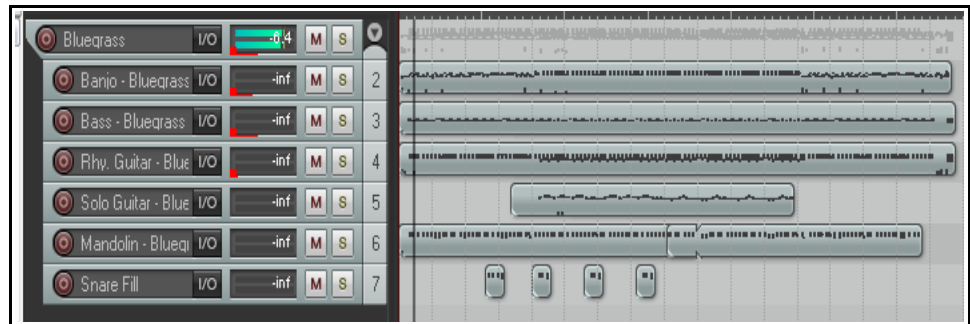 Bluegrass I/O -6.4 M S
Banjo - Bluegrass I/O -inf M S 2
Bass - Bluegrass I/O -inf M S 3
Rhy. Guitar - Blue I/O -inf M S 4
Solo Guitar - Blue I/O -inf M S 5
Mandolin - Bluegr I/O -inf M S 6
Snare Fill I/O -inf M S 7